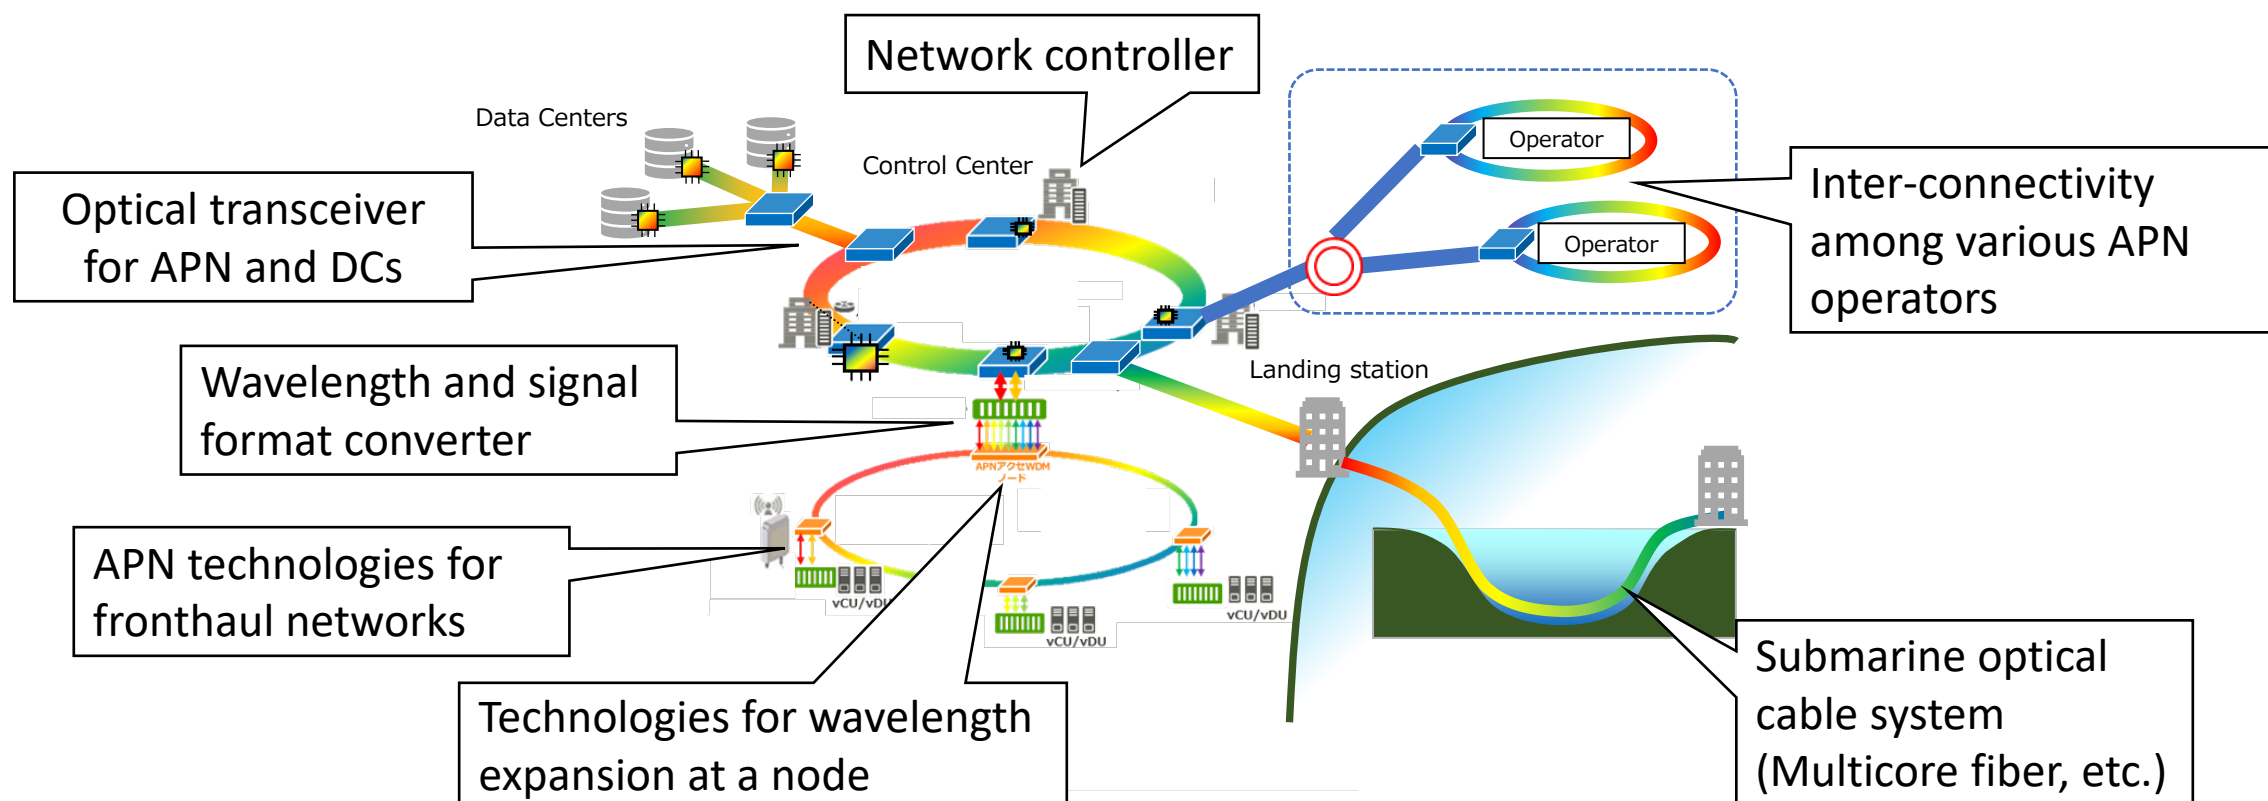 Network controller
Data Centers
Control Center
Operator
Operator
Optical transceiver
for APN and DCs
Inter-connectivity
among various APN
operators
Wavelength and signal
format converter
Landing station
APNアクセWDM
ノード
APN technologies for
fronthaul networks
vCU/vDU
vCU/vDU
vCU/vDU
Technologies for wavelength
expansion at a node
Submarine optical
cable system
(Multicore fiber, etc.)